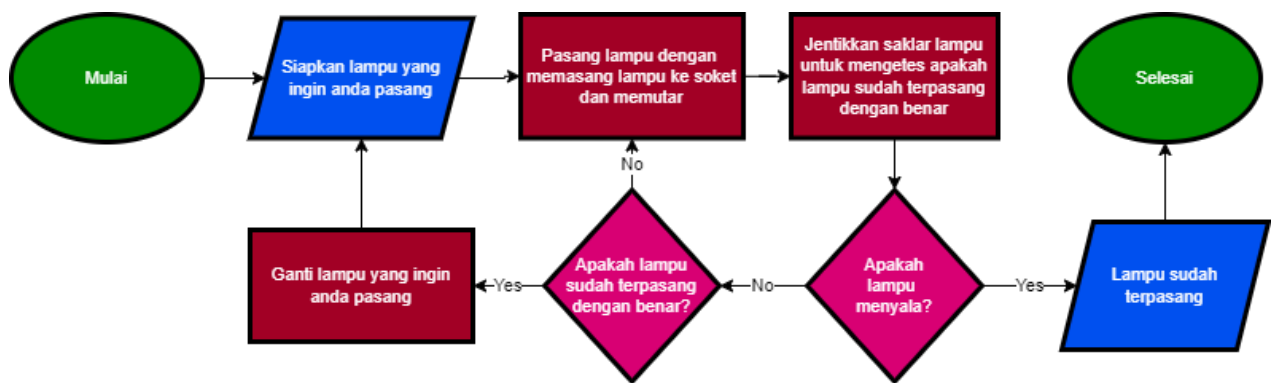 Mulai
Siapkan lampu yang
ingin anda pasang
Pasang lampu dengan
memasang lampu ke soket
dan memutar
Jentikkan saklar lampu
untuk mengetes apakah
lampu sudah terpasang
dengan benar
Selesai
No
Ganti lampu yang ingin
anda pasang
Yes
Apakah lampu
sudah terpasang
dengan benar?
No
Apakah
lampu
menyala?
Yes
Lampu sudah
terpasang